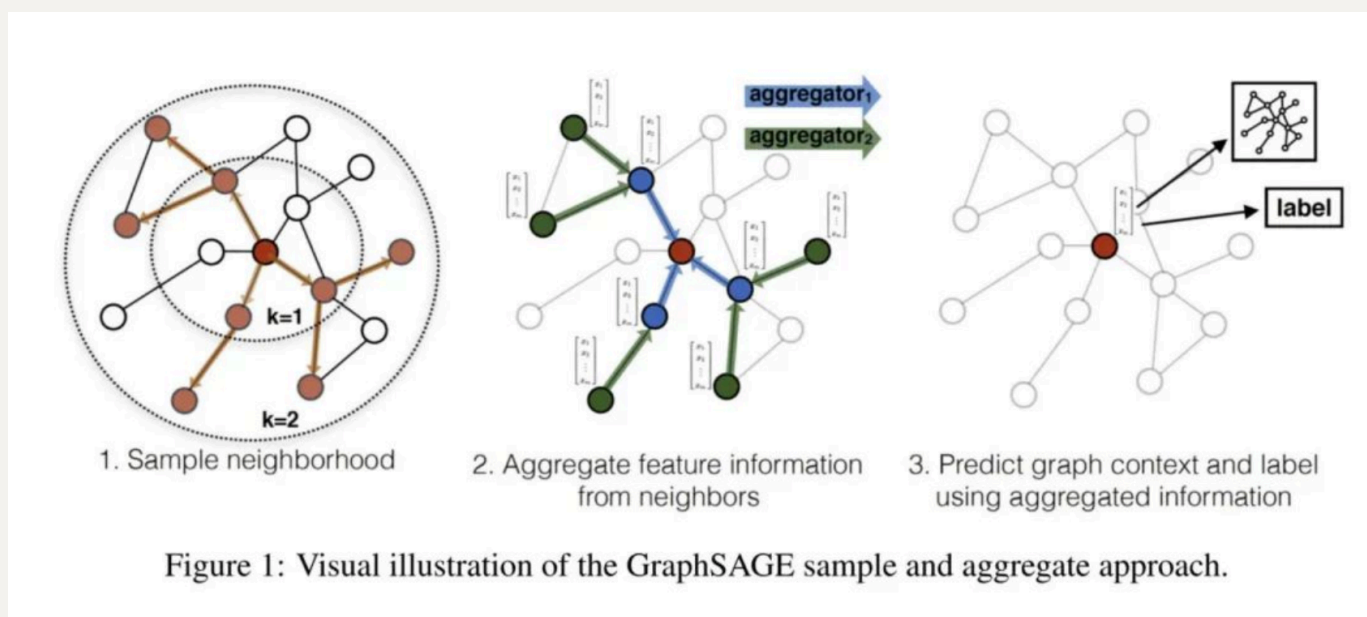 k=1
k=2
1. Sample neighborhood
aggregator1
aggregator2
2. Aggregate feature information
from neighbors
label
3. Predict graph context and label
using aggregated information
Figure 1: Visual illustration of the GraphSAGE sample and aggregate approach.